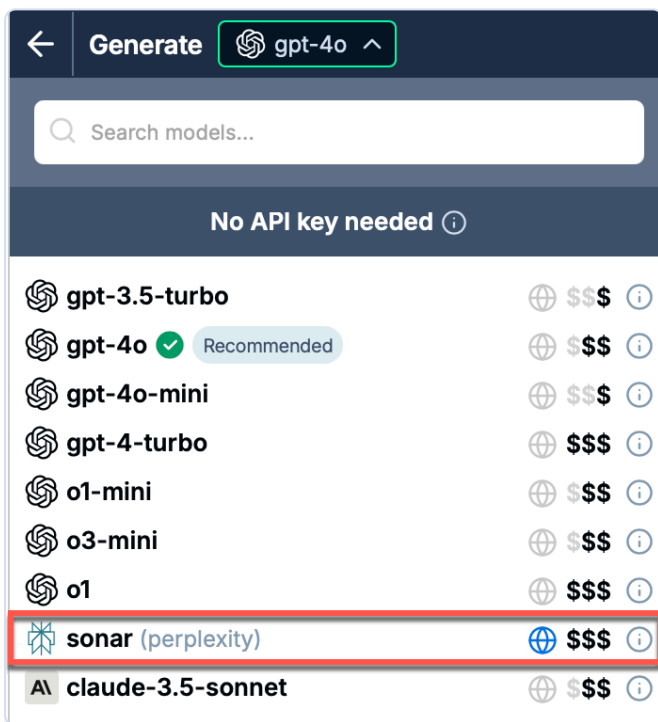 Generate gpt-4o
Search models...
No API key needed
gpt-3.5-turbo $$$
gpt-4o Recommended $$$
gpt-4o-mini $$$
gpt-4-turbo $$$
o1-mini $$$
o3-mini $$$
o1 $$$
sonar (perplexity) $$$
claude-3.5-sonnet $$$